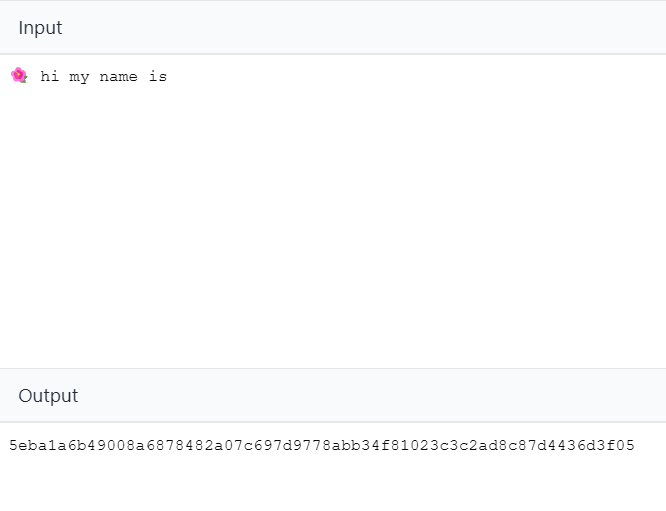 Input
🌺 hi my name is
Output
5eba1a6b49008a6878482a07c697d9778abb34f81023c3c2ad8c87d4436d3f05